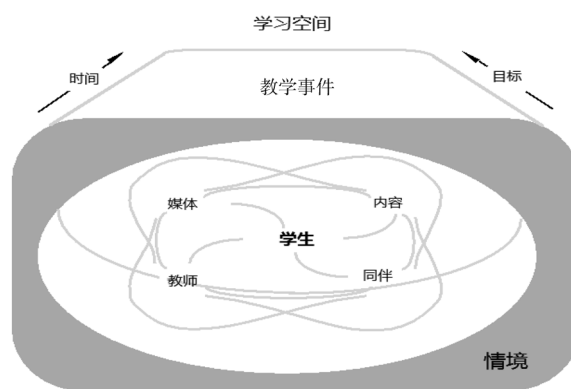 学习空间
时间
目标
教学事件
媒体
内容
学生
教师
同伴
情境